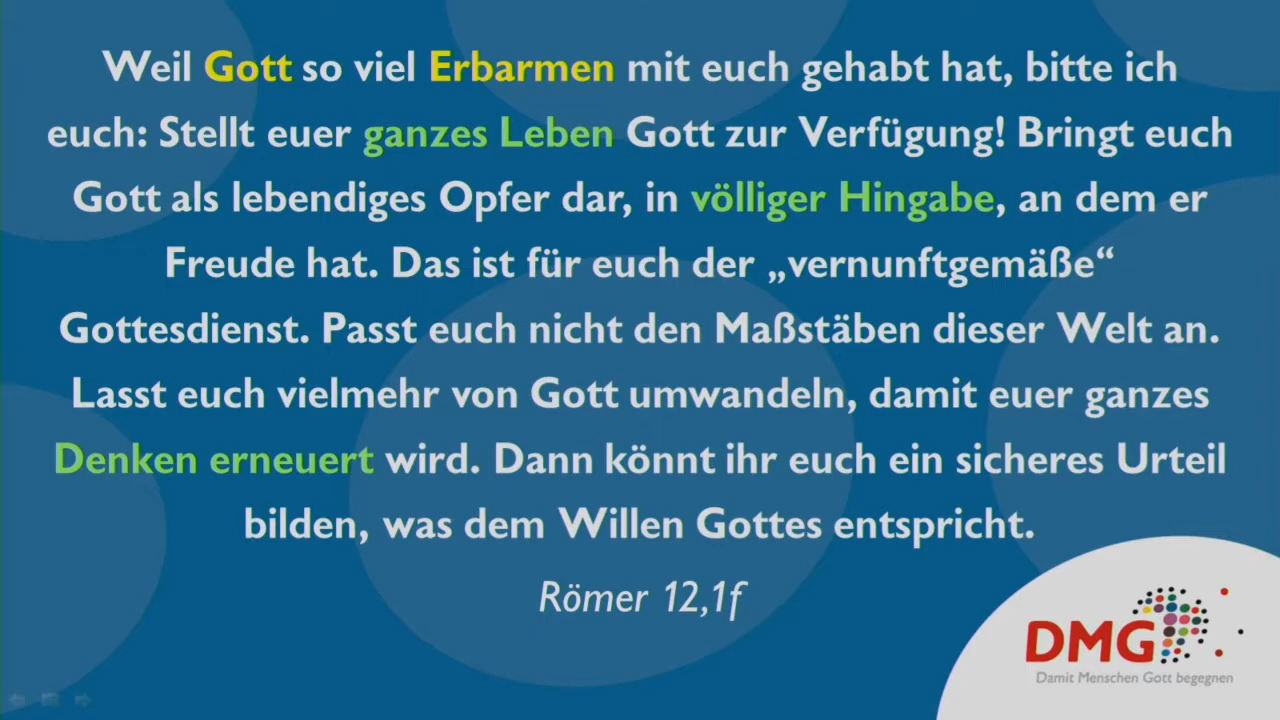 Weil Gott so viel Erbarmen mit euch gehabt hat, bitte ich
euch: Stellt euer ganzes Leben Gott zur Verfügung! Bringt euch
Gott als lebendiges Opfer dar, in völliger Hingabe, an dem er
Freude hat. Das ist für euch der „vernunftgemäße“
Gottesdienst. Passt euch nicht den Maßstäben dieser Welt an.
Lasst euch vielmehr von Gott umwandeln, damit euer ganzes
Denken erneuert wird. Dann könnt ihr euch ein sicheres Urteil
bilden, was dem Willen Gottes entspricht.
Römer 12,1f
DMG
Damit Menschen Gott begegnen